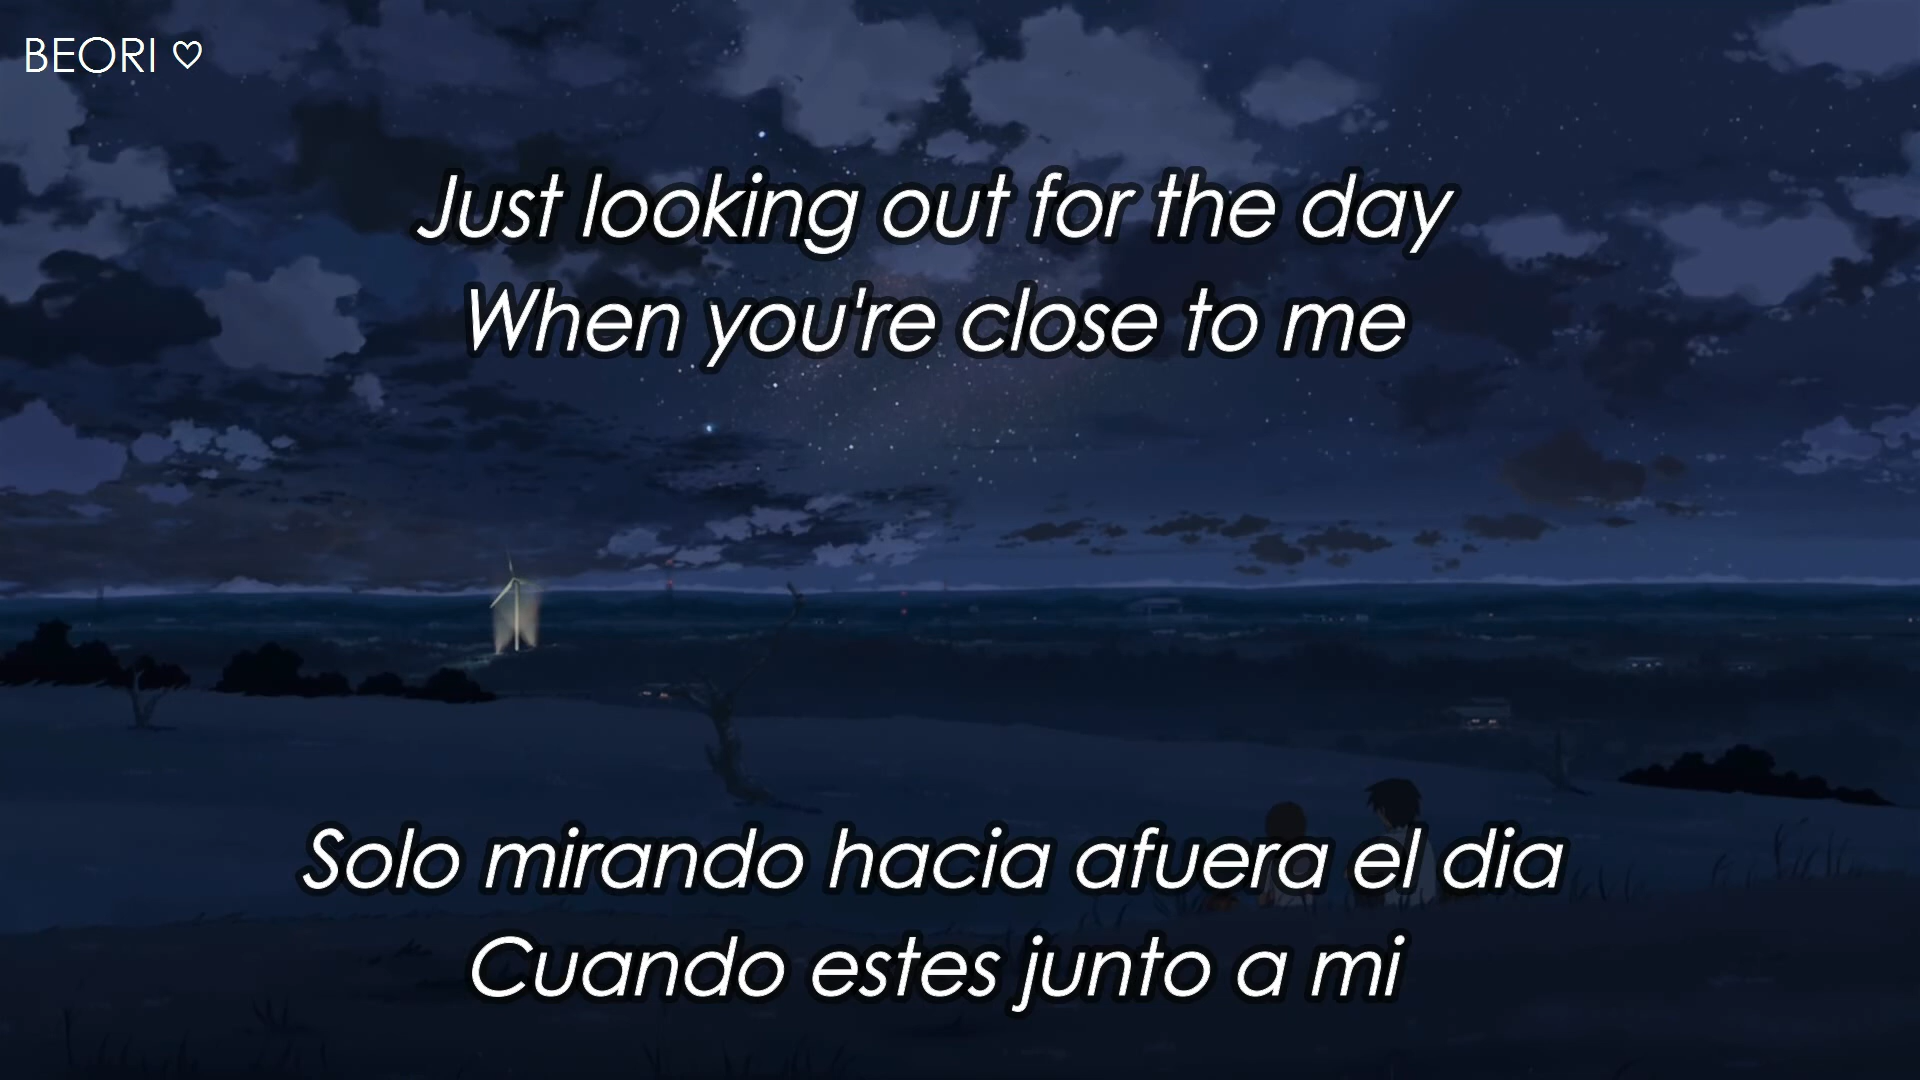 BEORI ♡
Just looking out for the day
When you're close to me
Solo mirando hacia afuera el dia
Cuando estes junto a mi